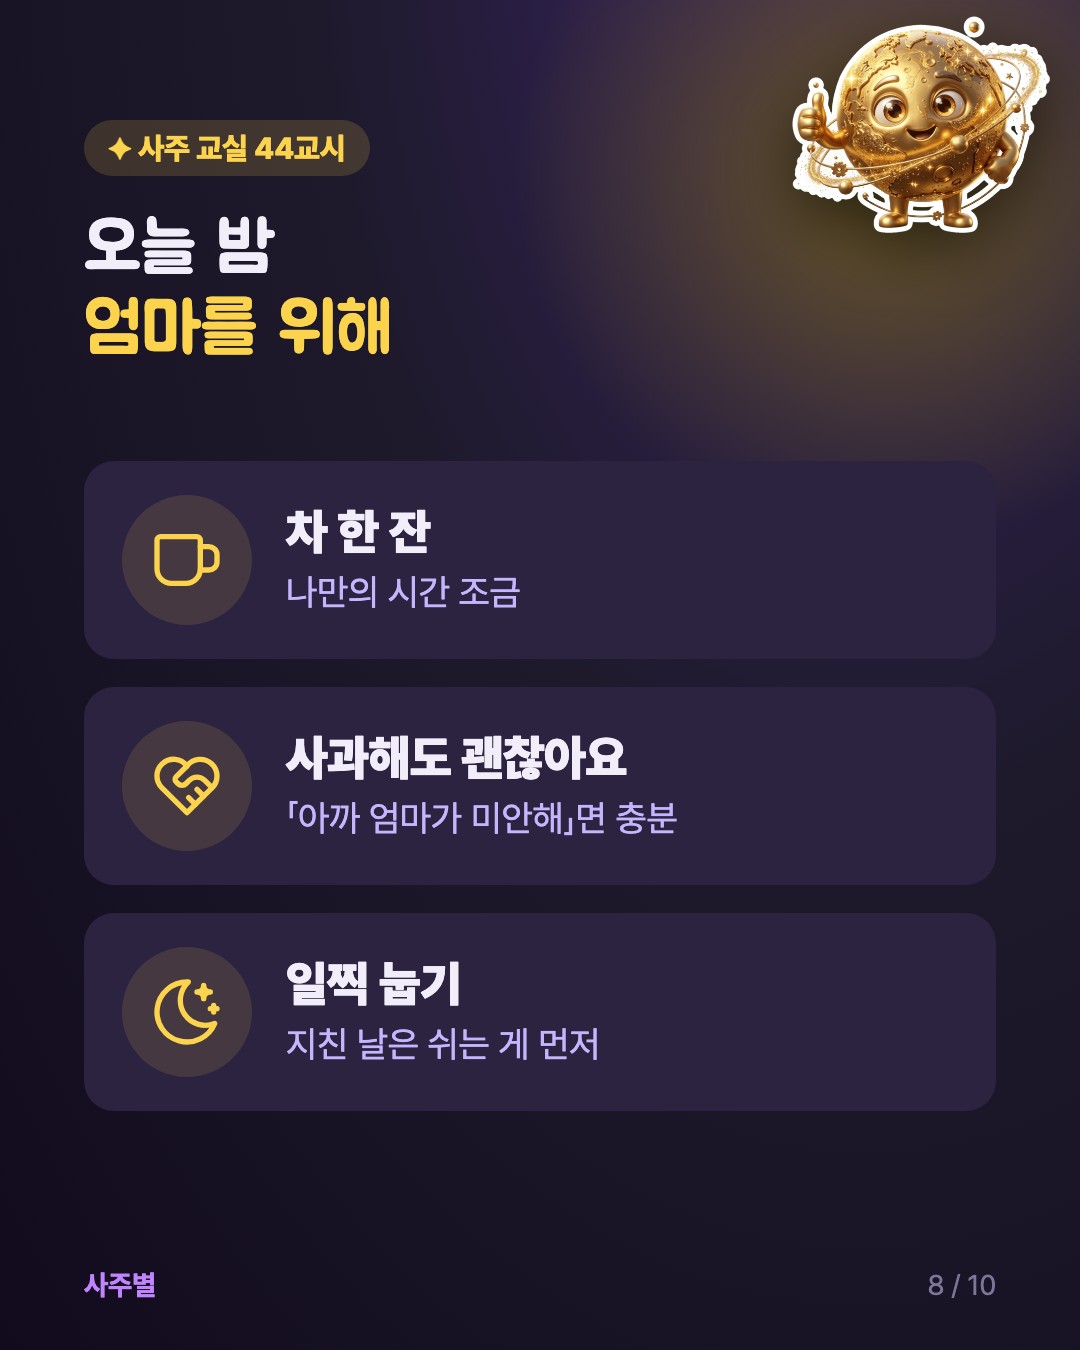 ✦ 사주 교실 44교시
오늘 밤
엄마를 위해
차 한 잔
나만의 시간 조금
사과해도 괜찮아요
「아까 엄마가 미안해」면 충분
일찍 눕기
지친 날은 쉬는 게 먼저
사주별
8 / 10